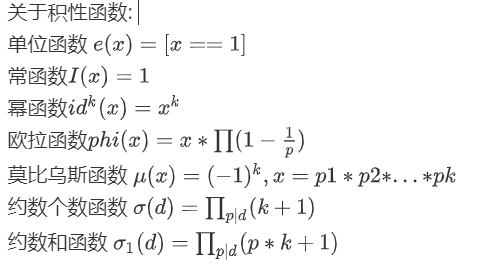 关于积性函数:
单位函数 e(x) = [x == 1]
常函数I(x) = 1
幂函数id^k(x) = x^k
欧拉函数phi(x) = x * ∏(1 − 1/p)
莫比乌斯函数 μ(x) = (−1)^k, x = p1 * p2 * … * pk
约数个数函数 σ(d) = ∏_{p|d}(k + 1)
约数和函数 σ_1(d) = ∏_{p|d}(p * k + 1)